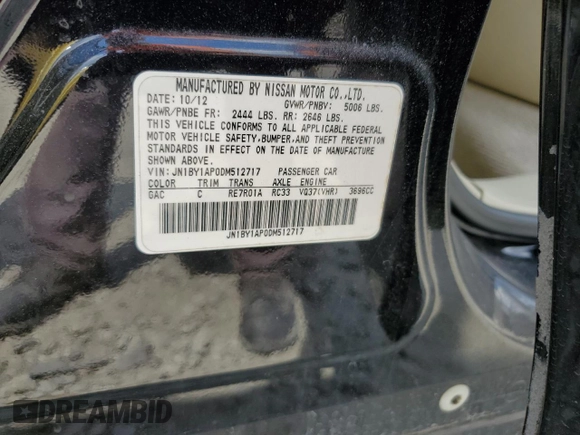 MANUFACTURED BY NISSAN MOTOR CO.,LTD.
DATE: 10/12 GVWR/PNBV: 5006 LBS.
GAWR/PNBE FR: 2444 LBS. RR: 2646 LBS.
THIS VEHICLE CONFORMS TO ALL APPLICABLE FEDERAL
MOTOR VEHICLE SAFETY,BUMPER,AND THEFT PREVENTION
STANDARDS IN EFFECT ON THE DATE OF MANUFACTURE
SHOWN ABOVE.
VIN: JN1BY1AP0DM512717 PASSENGER CAR
COLOR TRIM TRANS AXLE ENGINE
GAC C RE7R01A RC33 VQ37(VHR) 3696CC
JN1BY1AP0DM512717
DREAMBID